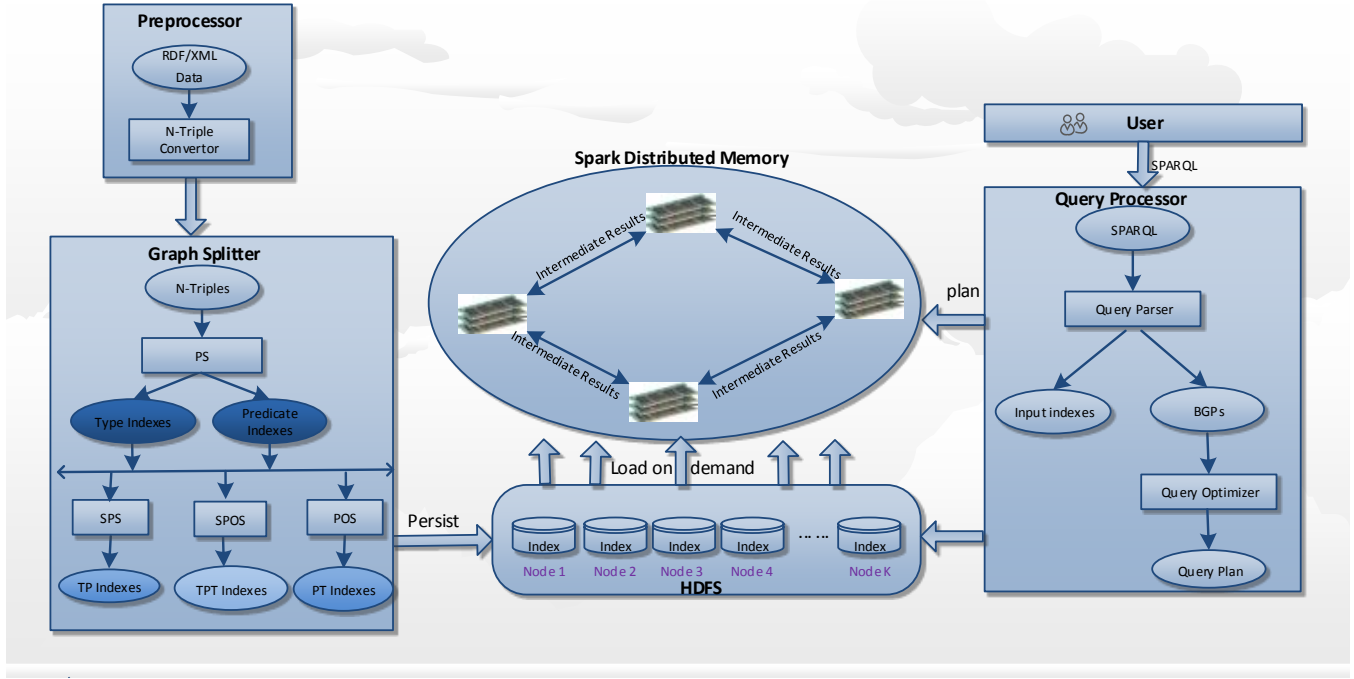 Preprocessor
RDF/XML
Data
N-Triple
Convertor
Graph Splitter
N-Triples
PS
Type Indexes
Predicate
Indexes
SPS
SPOS
POS
TP Indexes
TPT Indexes
PT Indexes
Persist
Spark Distributed Memory
Intermediate Results
Intermediate Results
Intermediate Results
Intermediate Results
Load on demand
Index
Index
Index
Index
... ...
Index
Node 1
Node 2
Node 3
Node 4
Node K
HDFS
plan
User
SPARQL
Query Processor
SPARQL
Query Parser
Input indexes
BGPs
Query Optimizer
Query Plan